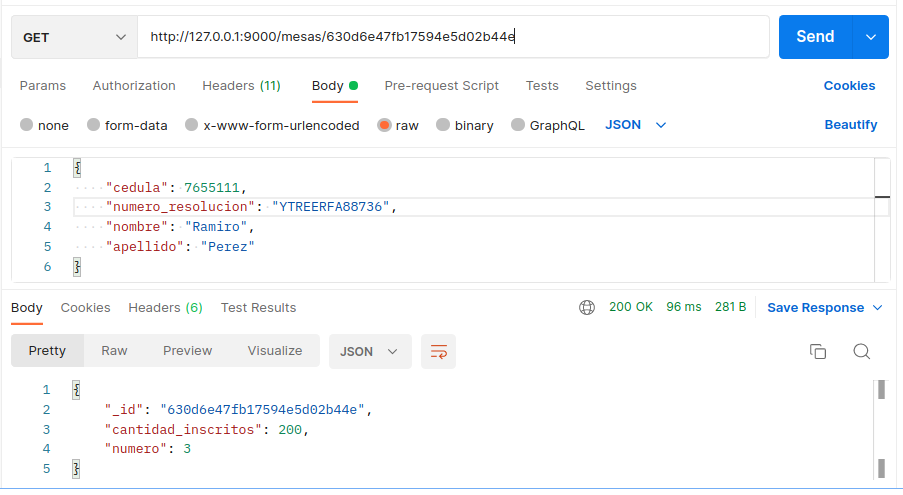 GET http://127.0.0.1:9000/mesas/630d6e47fb17594e5d02b44e Send
Params Authorization Headers (11) Body Pre-request Script Tests Settings Cookies
none form-data x-www-form-urlencoded raw binary GraphQL JSON Beautify
1 {
2 "cedula": 7655111,
3 "numero_resolucion": "YTREERFA88736",
4 "nombre": "Ramiro",
5 "apellido": "Perez"
6 }
Body Cookies Headers (6) Test Results 200 OK 96 ms 281 B Save Response
Pretty Raw Preview Visualize JSON
1 {
2 "_id": "630d6e47fb17594e5d02b44e",
3 "cantidad_inscritos": 200,
4 "numero": 3
5 }